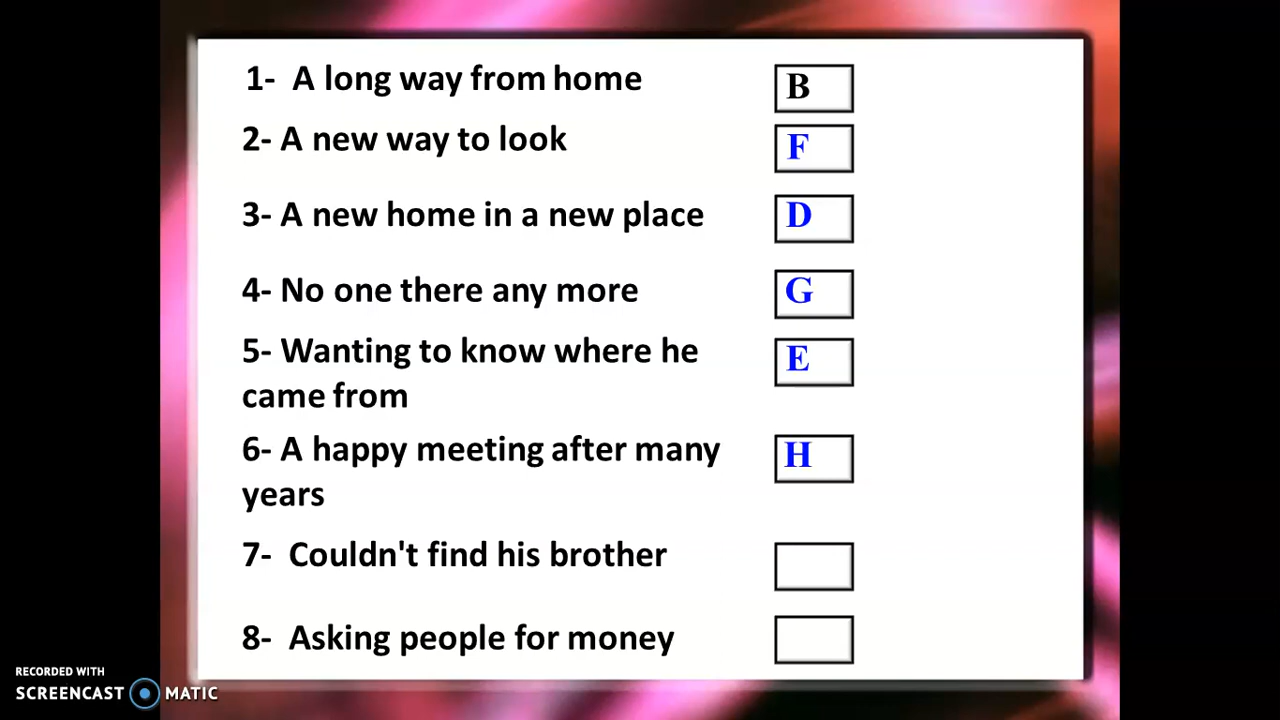 1- A long way from home B
2- A new way to look F
3- A new home in a new place D
4- No one there any more G
5- Wanting to know where he E
came from
6- A happy meeting after many H
years
7- Couldn't find his brother
8- Asking people for money
RECORDED WITH
SCREENCAST MATIC